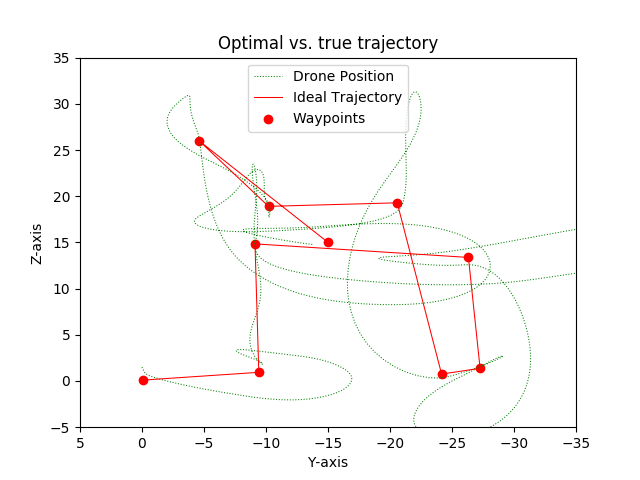 Optimal vs. true trajectory
Drone Position
Ideal Trajectory
Waypoints
35
30
25
20
15
10
5
0
−5
Z-axis
5 0 −5 −10 −15 −20 −25 −30 −35
Y-axis